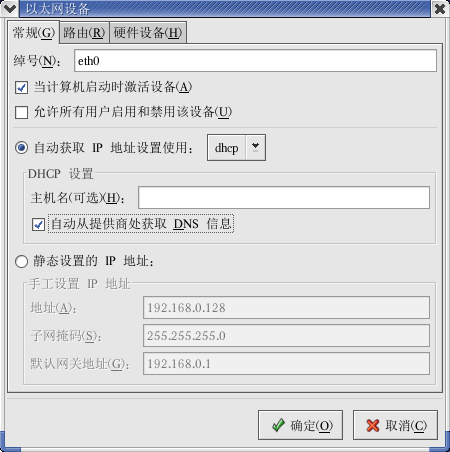 以太网设备
常规(G) 路由(R) 硬件设备(H)
绰号(N): eth0
当计算机启动时激活设备(A)
允许所有用户启用和禁用该设备(U)
自动获取 IP 地址设置使用: dhcp
DHCP 设置
主机名(可选)(H):
自动从提供商处获取 DNS 信息
静态设置的 IP 地址:
手工设置 IP 地址
地址(A): 192.168.0.128
子网掩码(S): 255.255.255.0
默认网关地址(G): 192.168.0.1
确定(O) 取消(C)